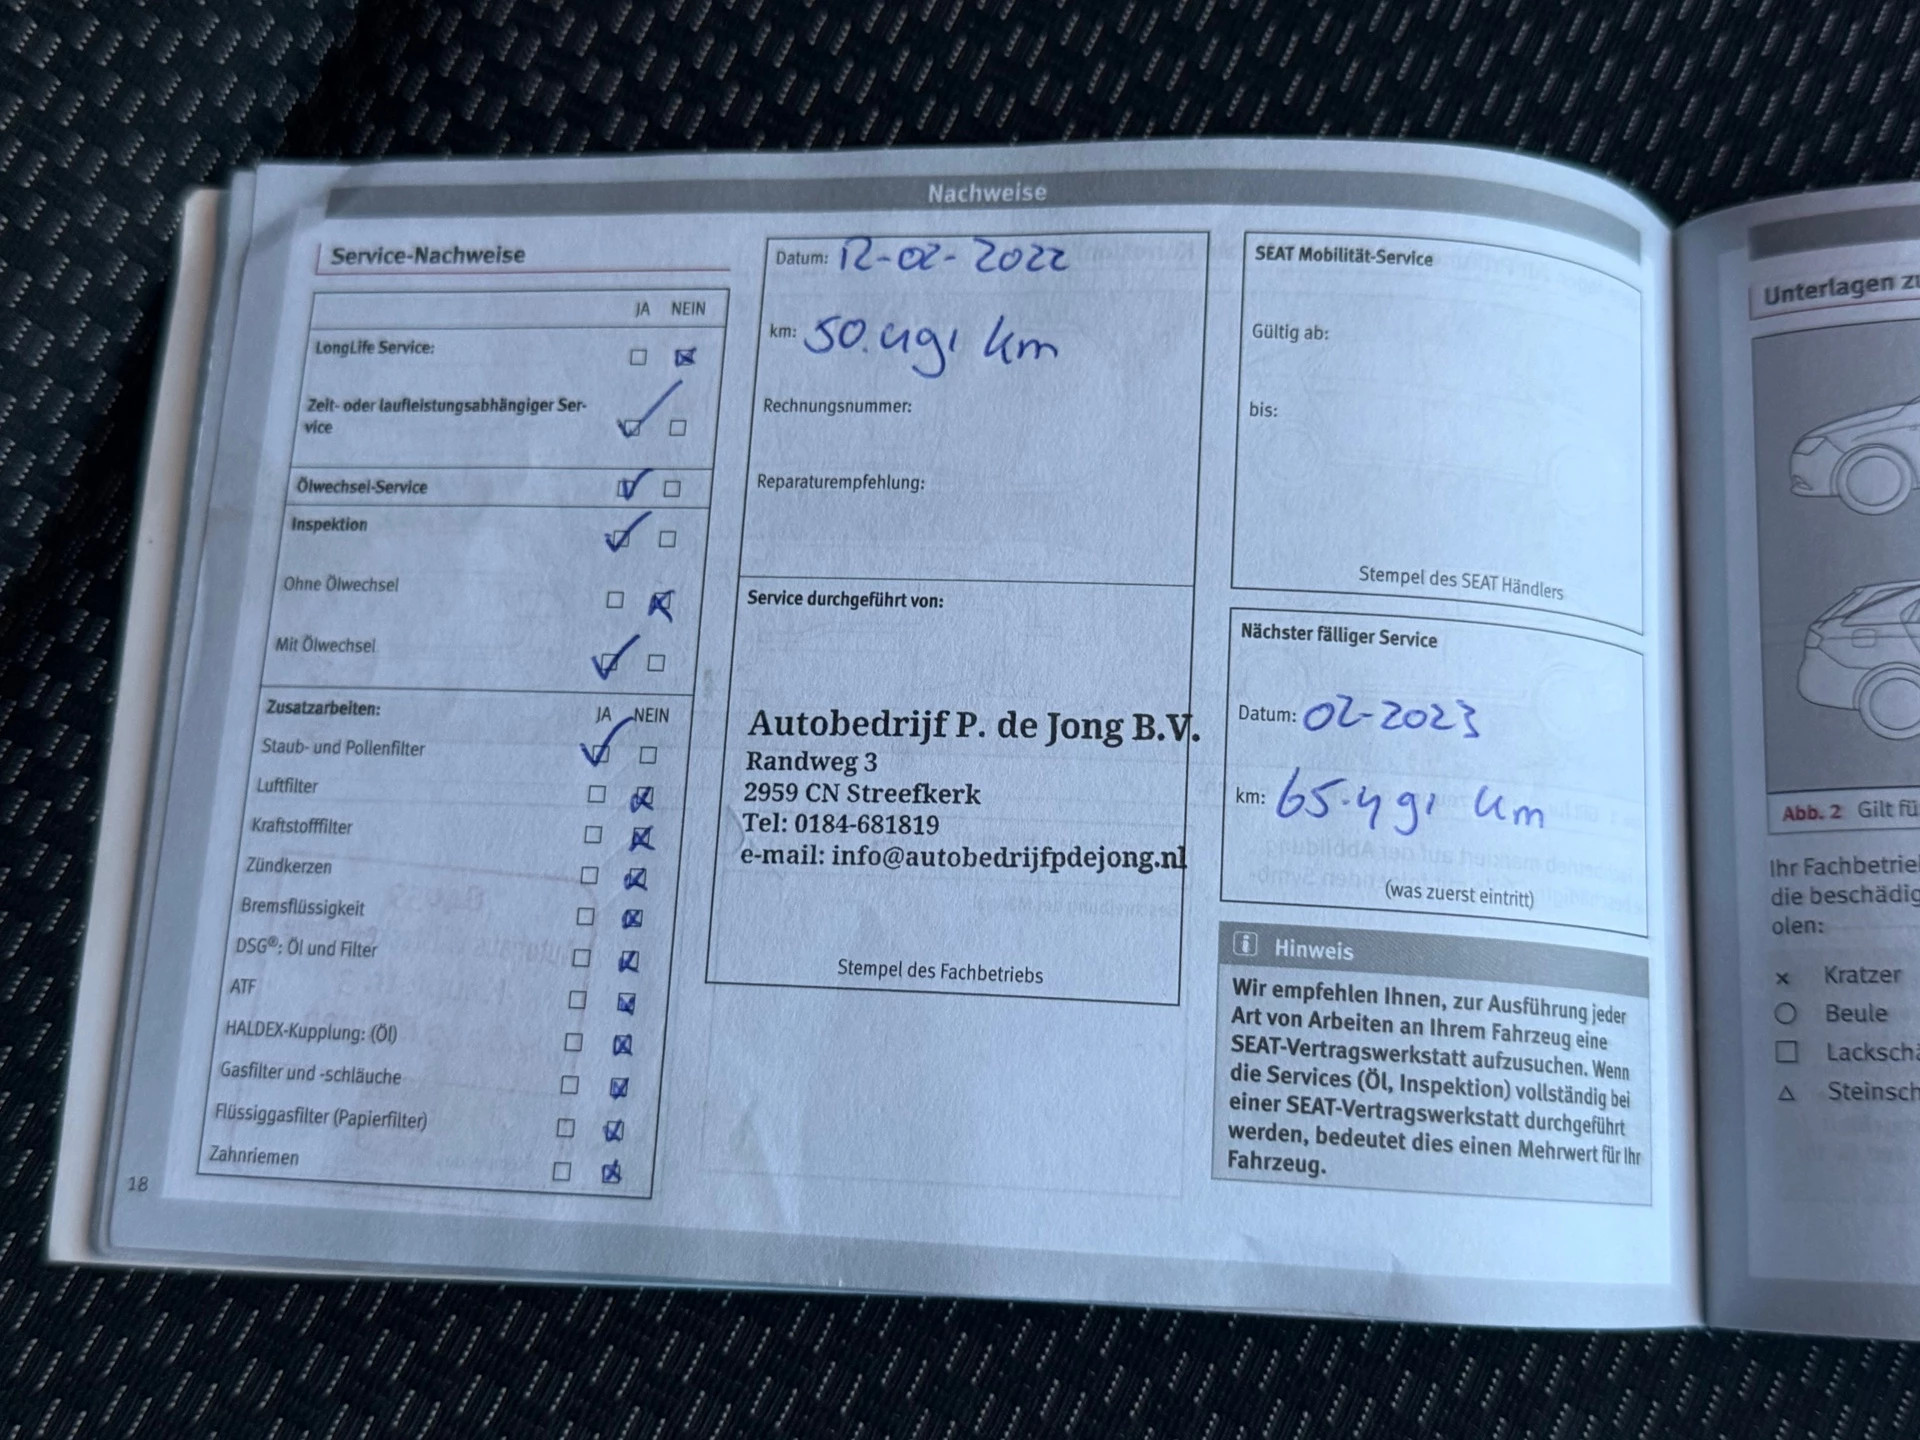 Nachweise
Service-Nachweise
JA NEIN
LongLife Service:
Zeit- oder laufleistungsabhängiger Ser-
vice
Ölwechsel-Service
Inspektion
Ohne Ölwechsel
Mit Ölwechsel
Zusatzarbeiten: JA NEIN
Staub- und Pollenfilter
Luftfilter
Kraftstofffilter
Zündkerzen
Bremsflüssigkeit
DSG®: Öl und Filter
ATF
HALDEX-Kupplung: (Öl)
Gasfilter und -schläuche
Flüssiggasfilter (Papierfilter)
Zahnriemen
18
Datum: 12-02-2022
km: 50.491 km
Rechnungsnummer:
Reparaturempfehlung:
Service durchgeführt von:
Autobedrijf P. de Jong B.V.
Randweg 3
2959 CN Streefkerk
Tel: 0184-681819
e-mail: info@autobedrijfpdejong.nl
Stempel des Fachbetriebs
SEAT Mobilität-Service
Gültig ab:
bis:
Stempel des SEAT Händlers
Nächster fälliger Service
Datum: 02-2023
km: 65.491 km
(was zuerst eintritt)
i Hinweis
Wir empfehlen Ihnen, zur Ausführung jeder
Art von Arbeiten an Ihrem Fahrzeug eine
SEAT-Vertragswerkstatt aufzusuchen. Wenn
die Services (Öl, Inspektion) vollständig bei
einer SEAT-Vertragswerkstatt durchgeführt
werden, bedeutet dies einen Mehrwert für Ihr
Fahrzeug.
Unterlagen zu
Abb. 2 Gilt fü
Ihr Fachbetrie
die beschädig
olen:
Kratzer
Beule
Lackschä
Steinsch